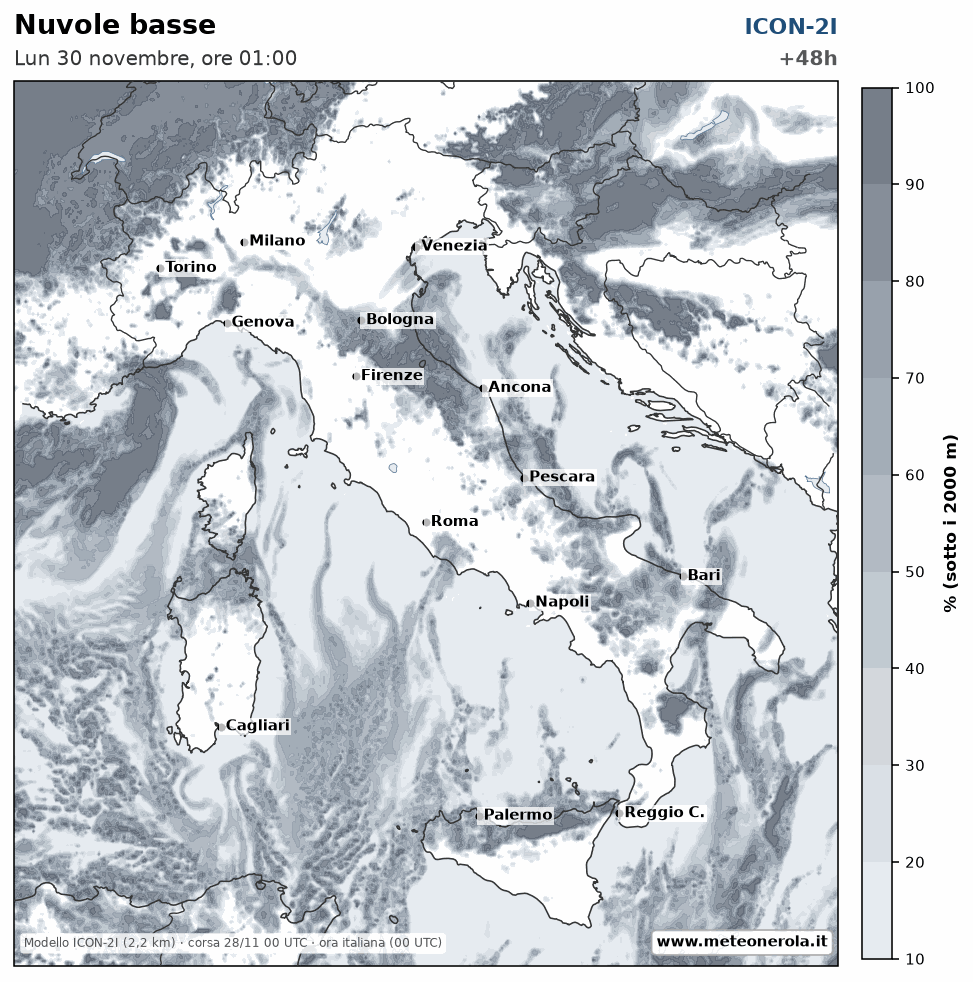 Nuvole basse
ICON-2I
Lun 30 novembre, ore 01:00
+48h
100
90
80
70
60
50
40
30
20
10
% (sotto i 2000 m)
Milano
Venezia
Torino
Genova
Bologna
Firenze
Ancona
Pescara
Roma
Bari
Napoli
Cagliari
Palermo
Reggio C.
Modello ICON-2I (2,2 km) · corsa 28/11 00 UTC · ora italiana (00 UTC)
www.meteonerola.it